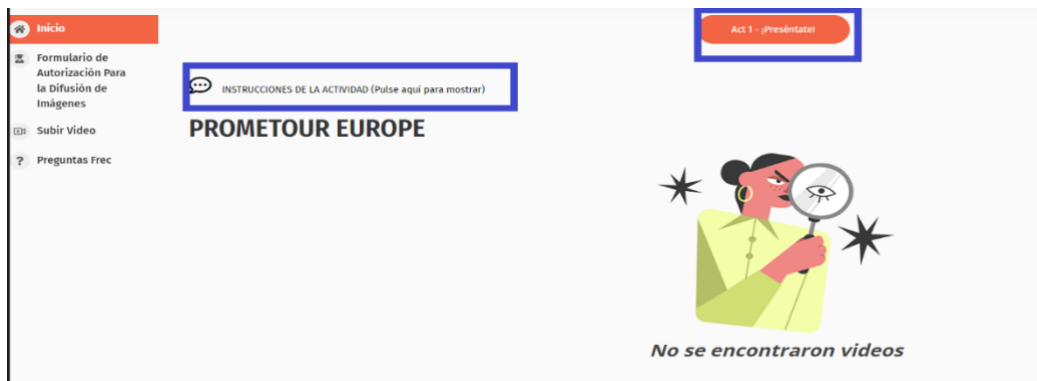 Inicio
Formulario de
Autorización Para
la Difusión de
Imágenes
Subir Video
? Preguntas Frec
Act 1 - ¡Preséntate!
INSTRUCCIONES DE LA ACTIVIDAD (Pulse aquí para mostrar)
PROMETOUR EUROPE
No se encontraron videos